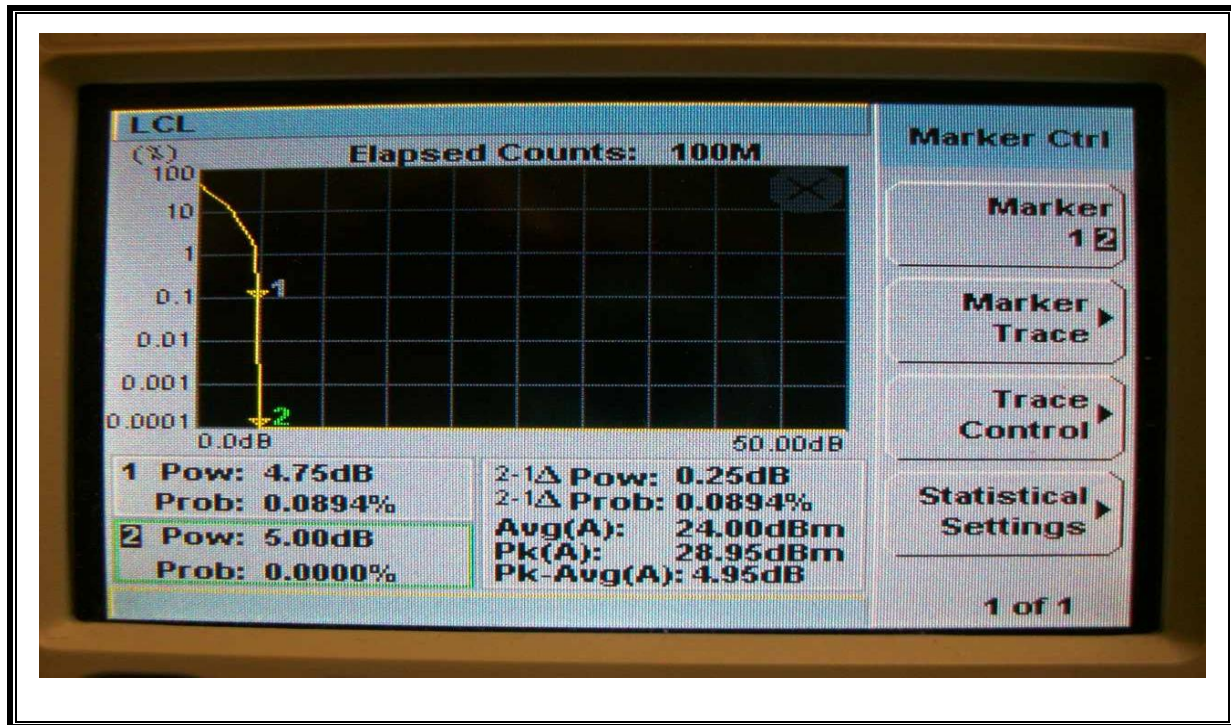 LCL
(%)
Elapsed Counts: 100M
100
10
1
0.1
0.01
0.001
0.0001
1
2
0.0dB
50.00dB
1 Pow: 4.75dB
Prob: 0.0894%
2 Pow: 5.00dB
Prob: 0.0000%
2-1Δ Pow: 0.25dB
2-1Δ Prob: 0.0894%
Avg(A): 24.00dBm
Pk(A): 28.95dBm
Pk-Avg(A): 4.95dB
Marker Ctrl
Marker
1 2
Marker
Trace
Trace
Control
Statistical
Settings
1 of 1